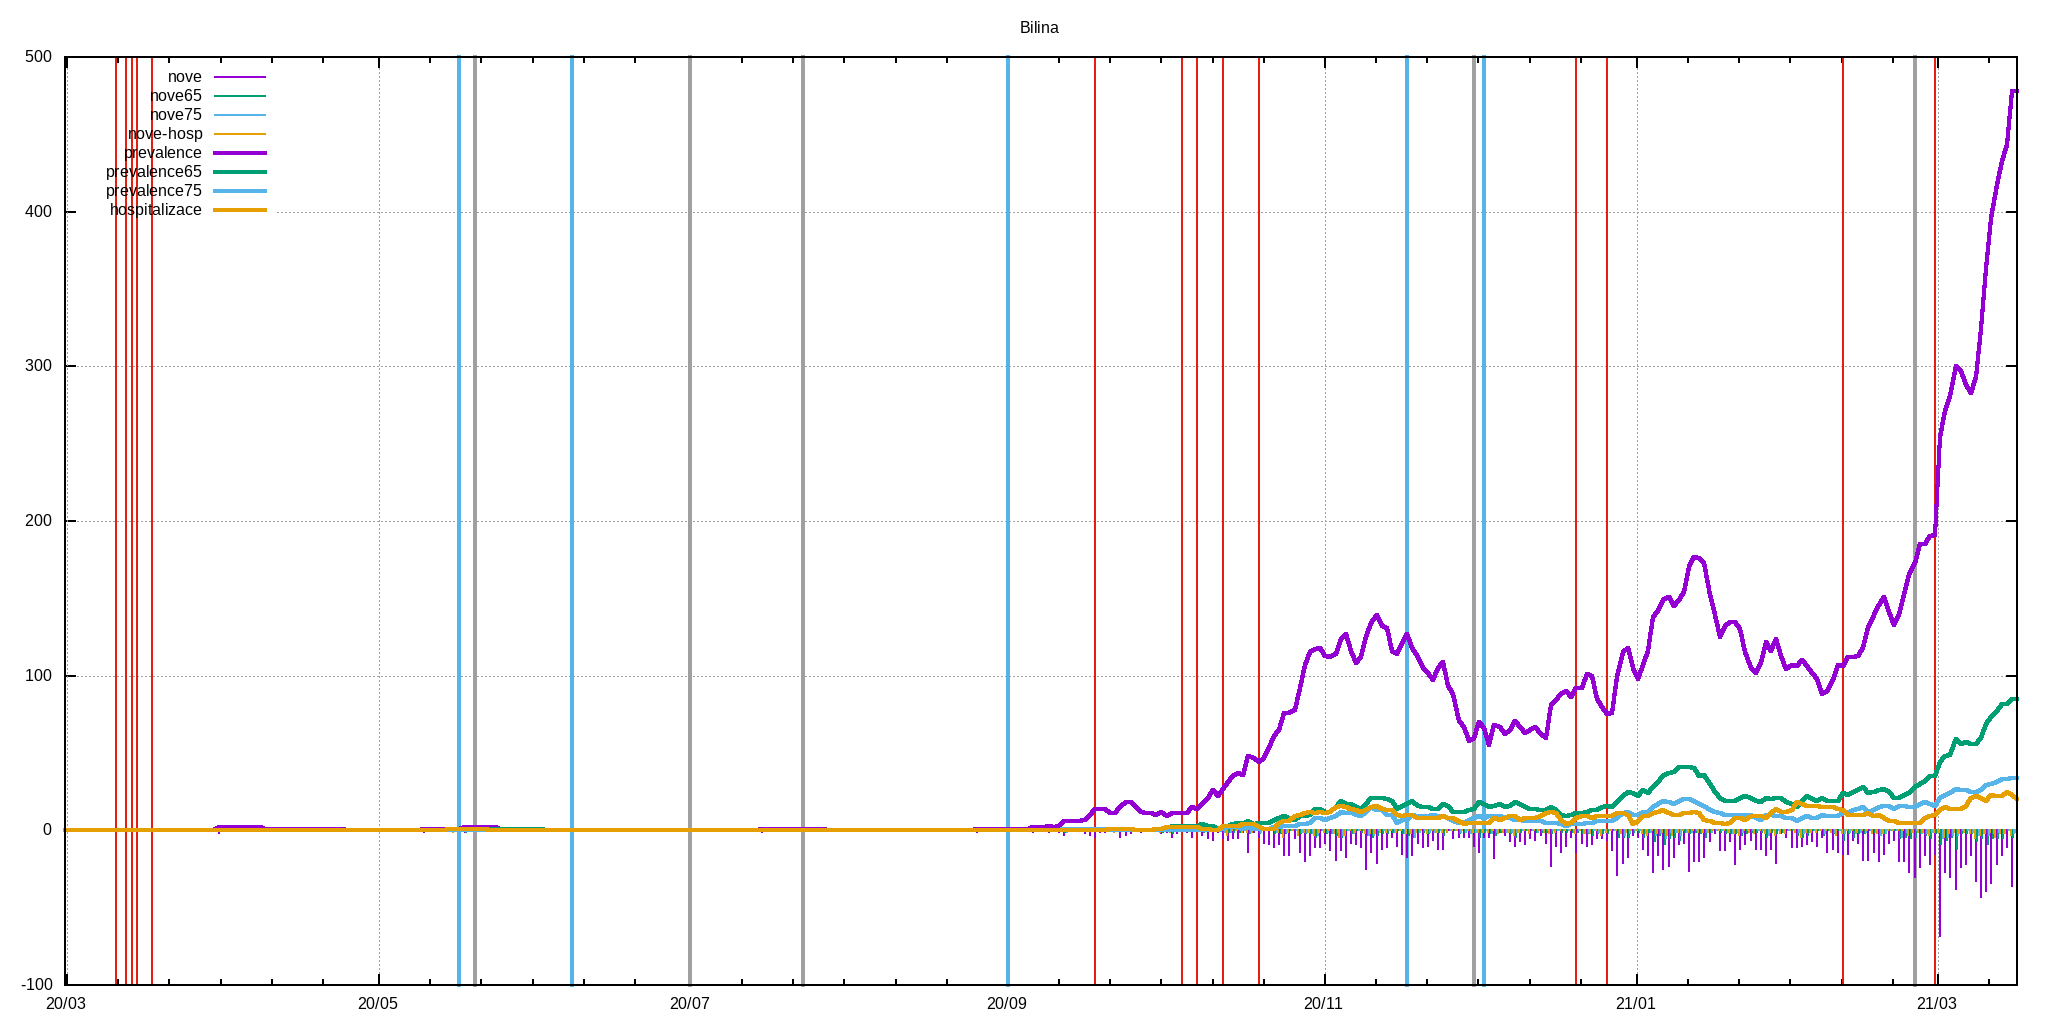 Bilina
500
nove
nove65
nove75
nove-hosp
prevalence
prevalence65
prevalence75
hospitalizace
400
300
200
100
0
-100
20/03 20/05 20/07 20/09 20/11 21/01 21/03